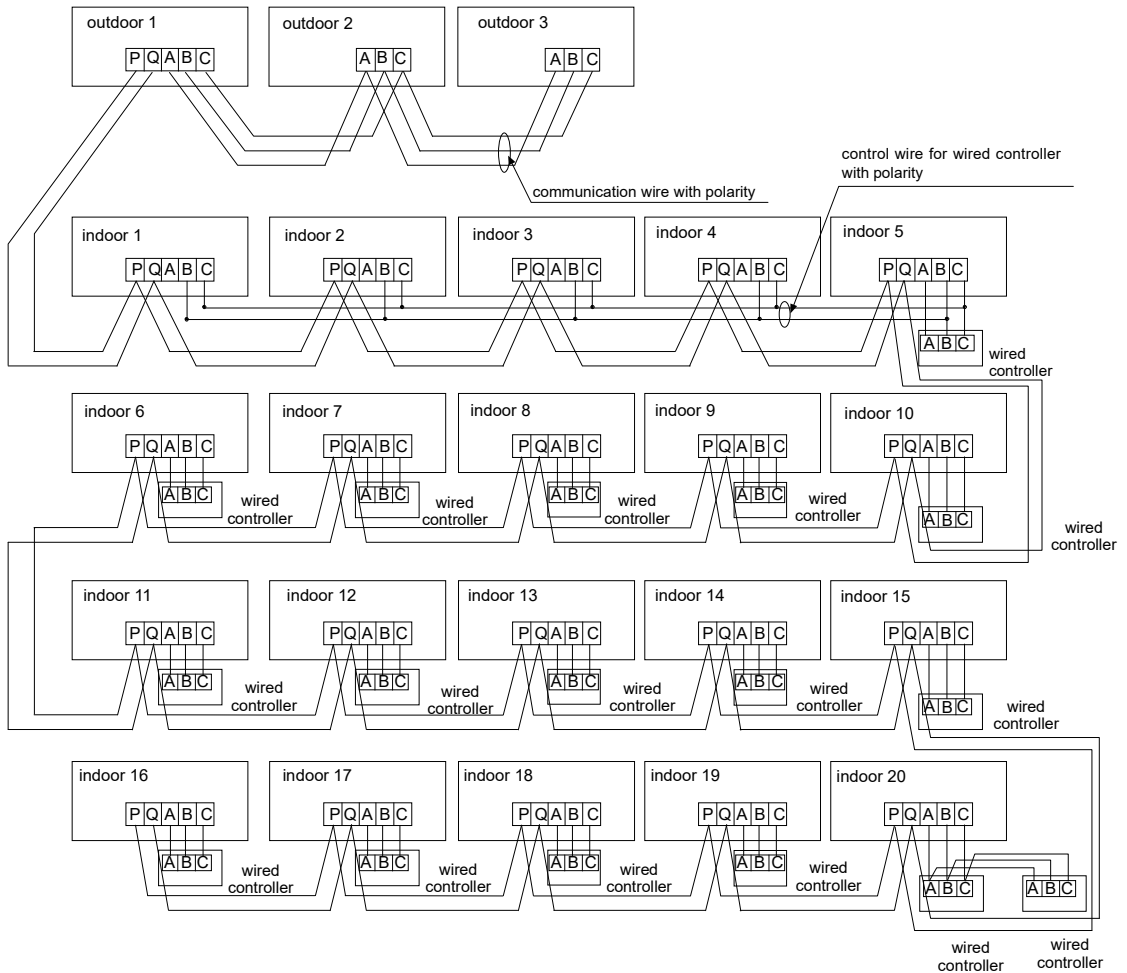 outdoor 1
outdoor 2
outdoor 3
P Q A B C
A B C
A B C
control wire for wired controller
with polarity
communication wire with polarity
indoor 1
indoor 2
indoor 3
indoor 4
indoor 5
P Q A B C
P Q A B C
P Q A B C
P Q A B C
P Q A B C
A B C
wired
controller
indoor 6
indoor 7
indoor 8
indoor 9
indoor 10
P Q A B C
P Q A B C
P Q A B C
P Q A B C
P Q A B C
A B C
wired
controller
A B C
wired
controller
A B C
wired
controller
A B C
wired
controller
A B C
wired
controller
indoor 11
indoor 12
indoor 13
indoor 14
indoor 15
P Q A B C
P Q A B C
P Q A B C
P Q A B C
P Q A B C
A B C
wired
controller
A B C
wired
controller
A B C
wired
controller
A B C
wired
controller
A B C
wired
controller
indoor 16
indoor 17
indoor 18
indoor 19
indoor 20
P Q A B C
P Q A B C
P Q A B C
P Q A B C
P Q A B C
A B C
wired
controller
A B C
wired
controller
A B C
wired
controller
A B C
wired
controller
A B C
A B C
wired
controller
wired
controller